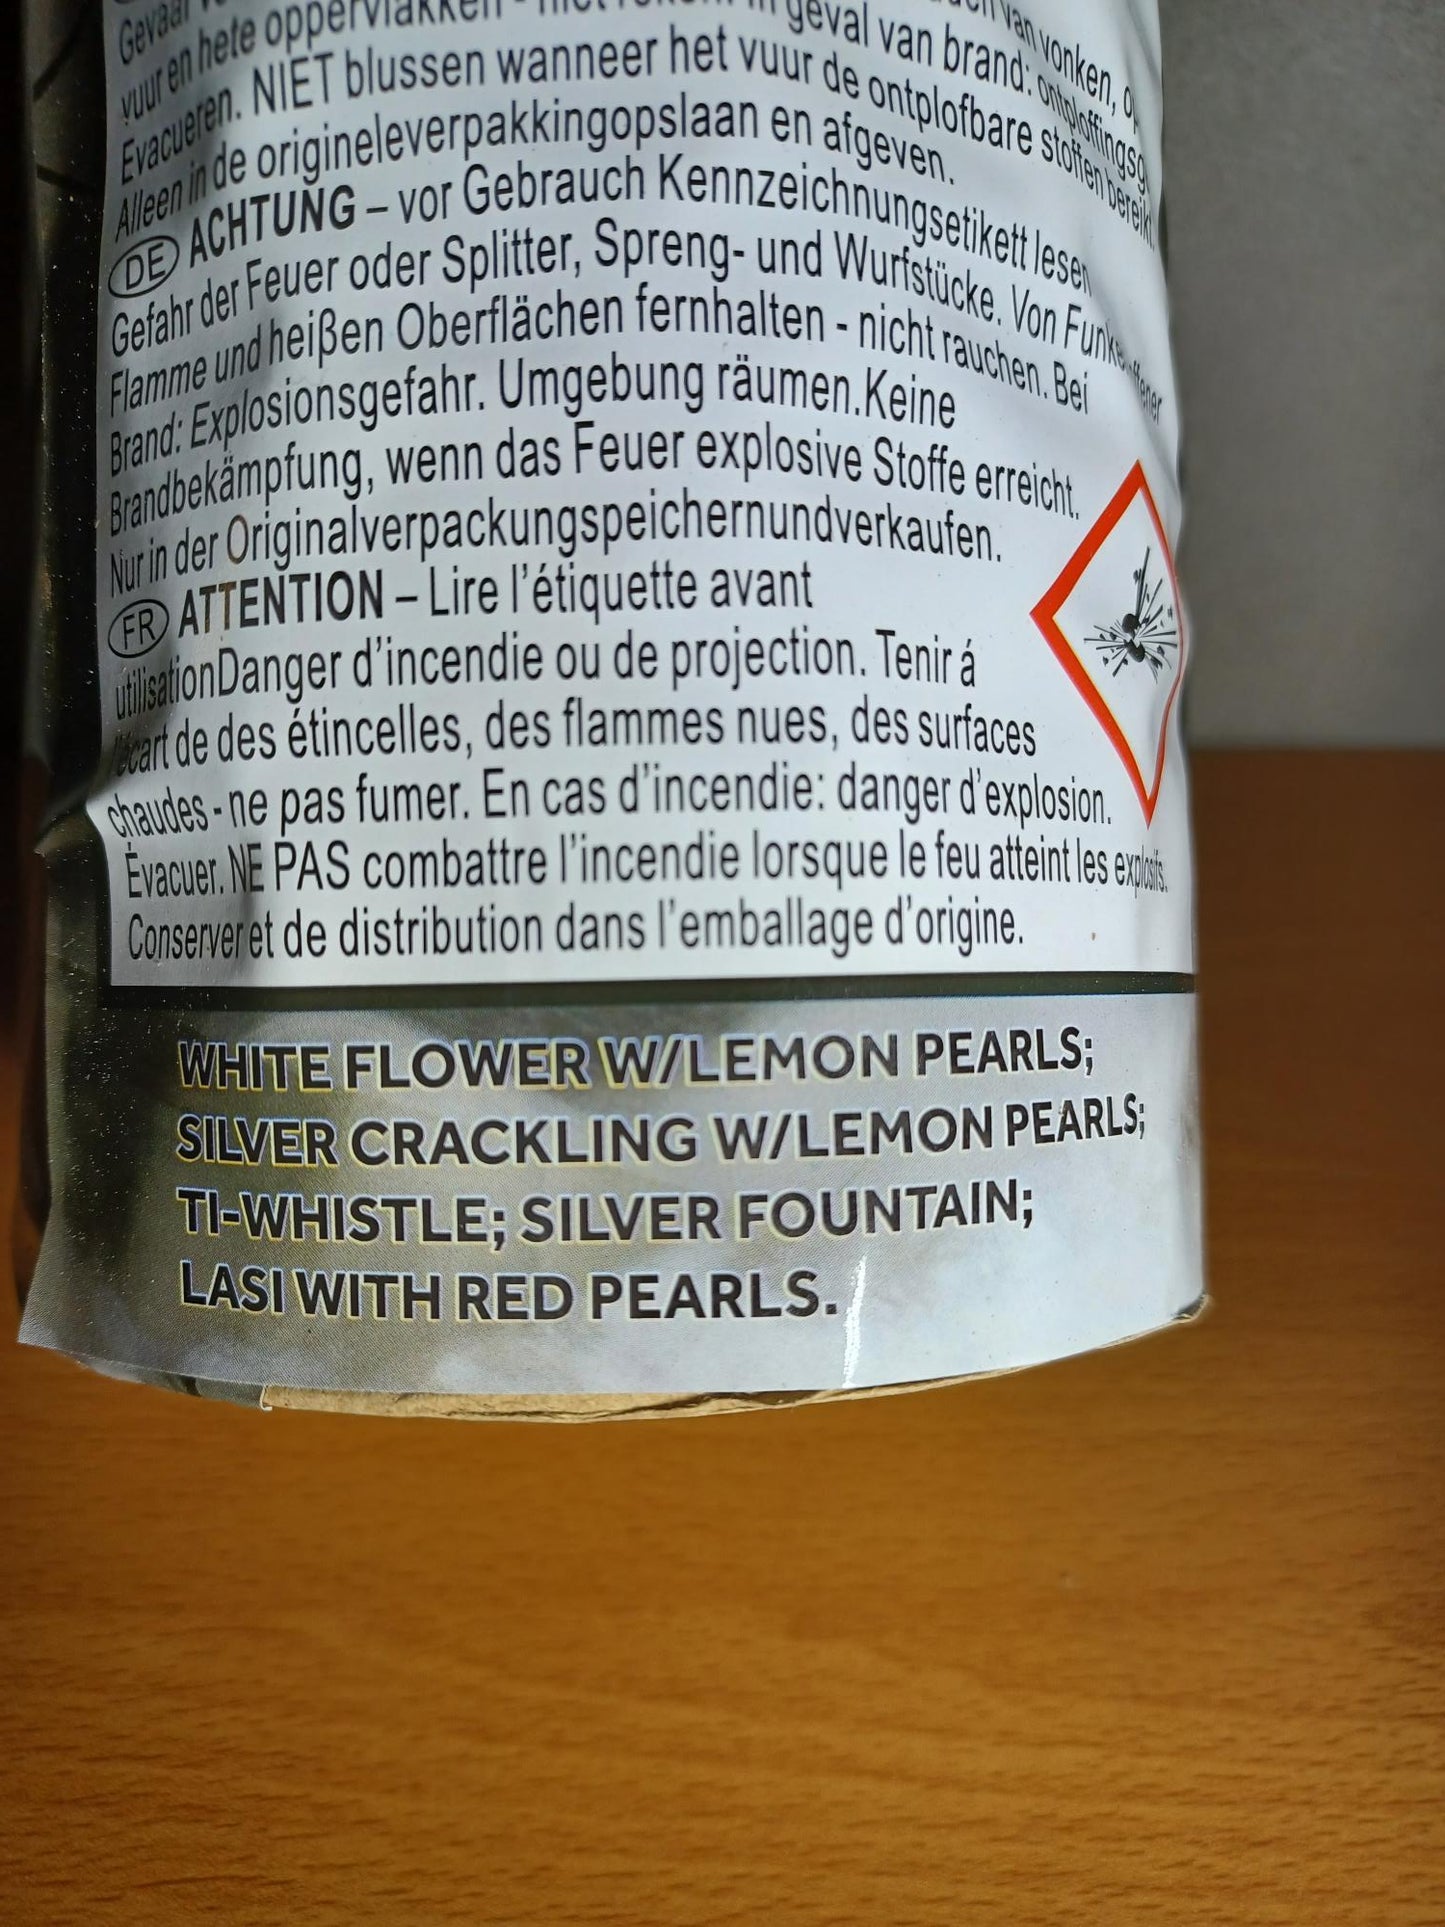 vuur en hete oppervlakken - geval van brand:
Evacueren. NIET blussen wanneer het vuur de ontplofbare stoffen bereikt.
Alleen in de origineleverpakkingopslaan en afgeven.
DE ACHTUNG – vor Gebrauch Kennzeichnungsetikett lesen
Gefahr der Feuer oder Splitter, Spreng- und Wurfstücke. Von
Flamme und heißen Oberflächen fernhalten - nicht rauchen. Bei
Brand: Explosionsgefahr. Umgebung räumen.Keine
Brandbekämpfung, wenn das Feuer explosive Stoffe erreicht.
Nur in der Originalverpackungspeichernundverkaufen.
FR ATTENTION – Lire l'étiquette avant
utilisationDanger d'incendie ou de projection. Tenir á
l'écart de des étincelles, des flammes nues, des surfaces
chaudes - ne pas fumer. En cas d'incendie: danger d'explosion.
Évacuer. NE PAS combattre l'incendie lorsque le feu atteint les explosifs.
Conserver et de distribution dans l'emballage d'origine.
WHITE FLOWER W/LEMON PEARLS;
SILVER CRACKLING W/LEMON PEARLS;
TI-WHISTLE; SILVER FOUNTAIN;
LASI WITH RED PEARLS.